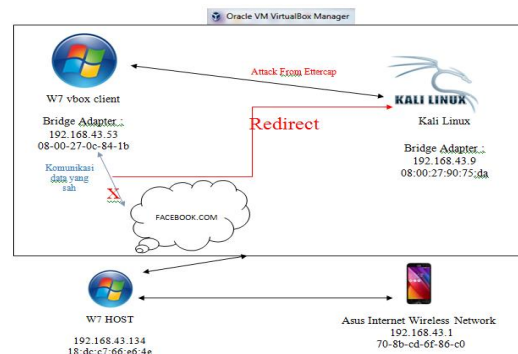 Oracle VM VirtualBox Manager
Attack From Ettercap
W7 vbox client
KALI LINUX
Redirect
Kali Linux
Bridge Adapter :
192.168.43.53
08-00-27-0c-84-1b
Bridge Adapter :
192.168.43.9
08:00:27:90:75:da
Komunikasi
data yang
sah
X
FACEBOOK.COM
W7 HOST
192.168.43.134
18:dc:c7:66:e6:4e
Asus Internet Wireless Network
192.168.43.1
70-8b-cd-6f-86-c0